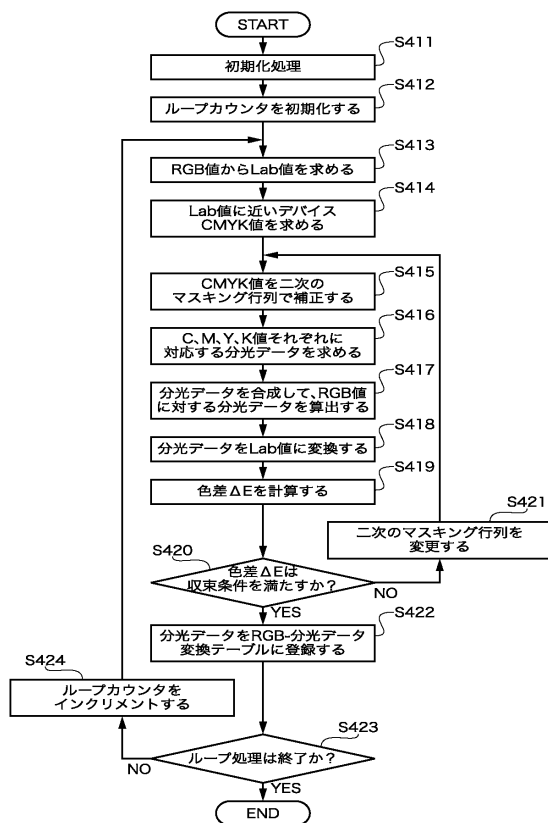 START
S411
初期化処理
S412
ループカウンタを初期化する
S413
RGB値からLab値を求める
S414
Lab値に近いデバイス
CMYK値を求める
S415
CMYK値を二次の
マスキング行列で補正する
S416
C、M、Y、K値それぞれに
対応する分光データを求める
S417
分光データを合成して、RGB値
に対する分光データを算出する
S418
分光データをLab値に変換する
S419
色差ΔEを計算する
S421
二次のマスキング行列を
変更する
S420
色差ΔEは
収束条件を満たすか?
NO
YES
S422
分光データをRGB-分光データ
変換テーブルに登録する
S424
ループカウンタを
インクリメントする
S423
ループ処理は終了か?
NO
YES
END